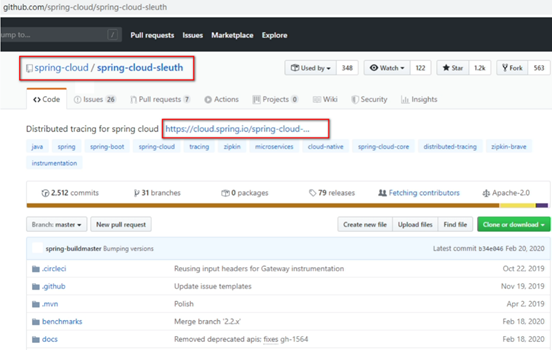 github.com/spring-cloud/spring-cloud-sleuth
jump to... / Pull requests Issues Marketplace Explore
spring-cloud / spring-cloud-sleuth Used by 348 Watch 122 Star 1.2k Fork 563
Code Issues 26 Pull requests 7 Actions Projects 0 Wiki Security Insights
Distributed tracing for spring cloud https://cloud.spring.io/spring-cloud-...
java spring spring-boot spring-cloud tracing zipkin microservices cloud-native spring-cloud-core distributed-tracing zipkin-brave
instrumentation
2,512 commits 31 branches 0 packages 79 releases Fetching contributors Apache-2.0
Branch: master New pull request Create new file Upload files Find file Clone or download
spring-buildmaster Bumping versions Latest commit b34e046 Feb 20, 2020
.circleci Reusing input headers for Gateway instrumentation Oct 22, 2019
.github Update issue templates Nov 19, 2019
.mvn Polish Apr 2, 2019
benchmarks Merge branch '2.2.x' Feb 18, 2020
docs Removed deprecated apis: fixes gh-1564 Feb 18, 2020